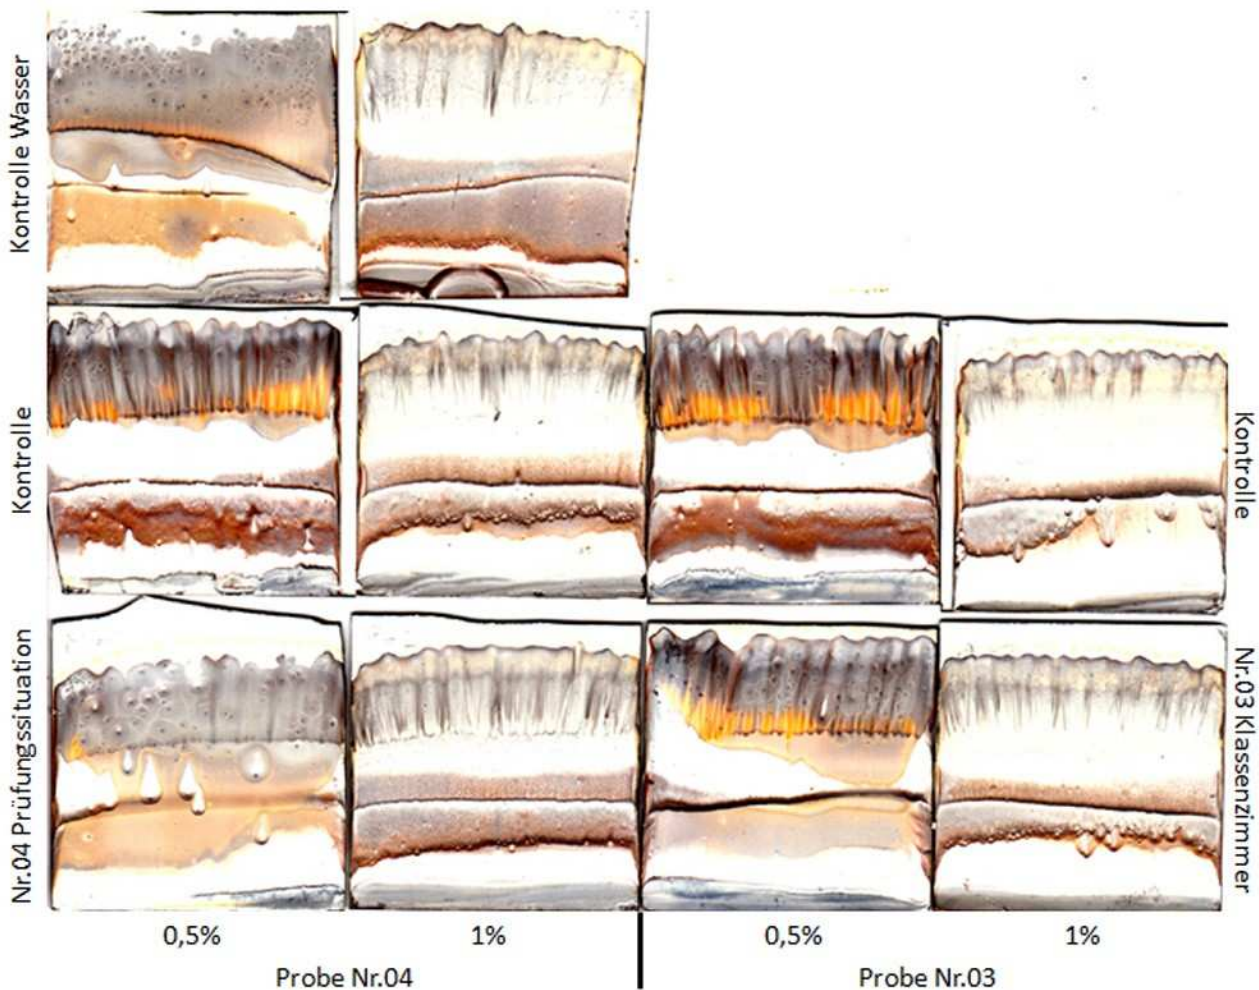 Kontrolle Wasser
Kontrolle
Kontrolle
Nr.04 Prüfungssituation
Nr.03 Klassenzimmer
0,5%
1%
0,5%
1%
Probe Nr.04
Probe Nr.03